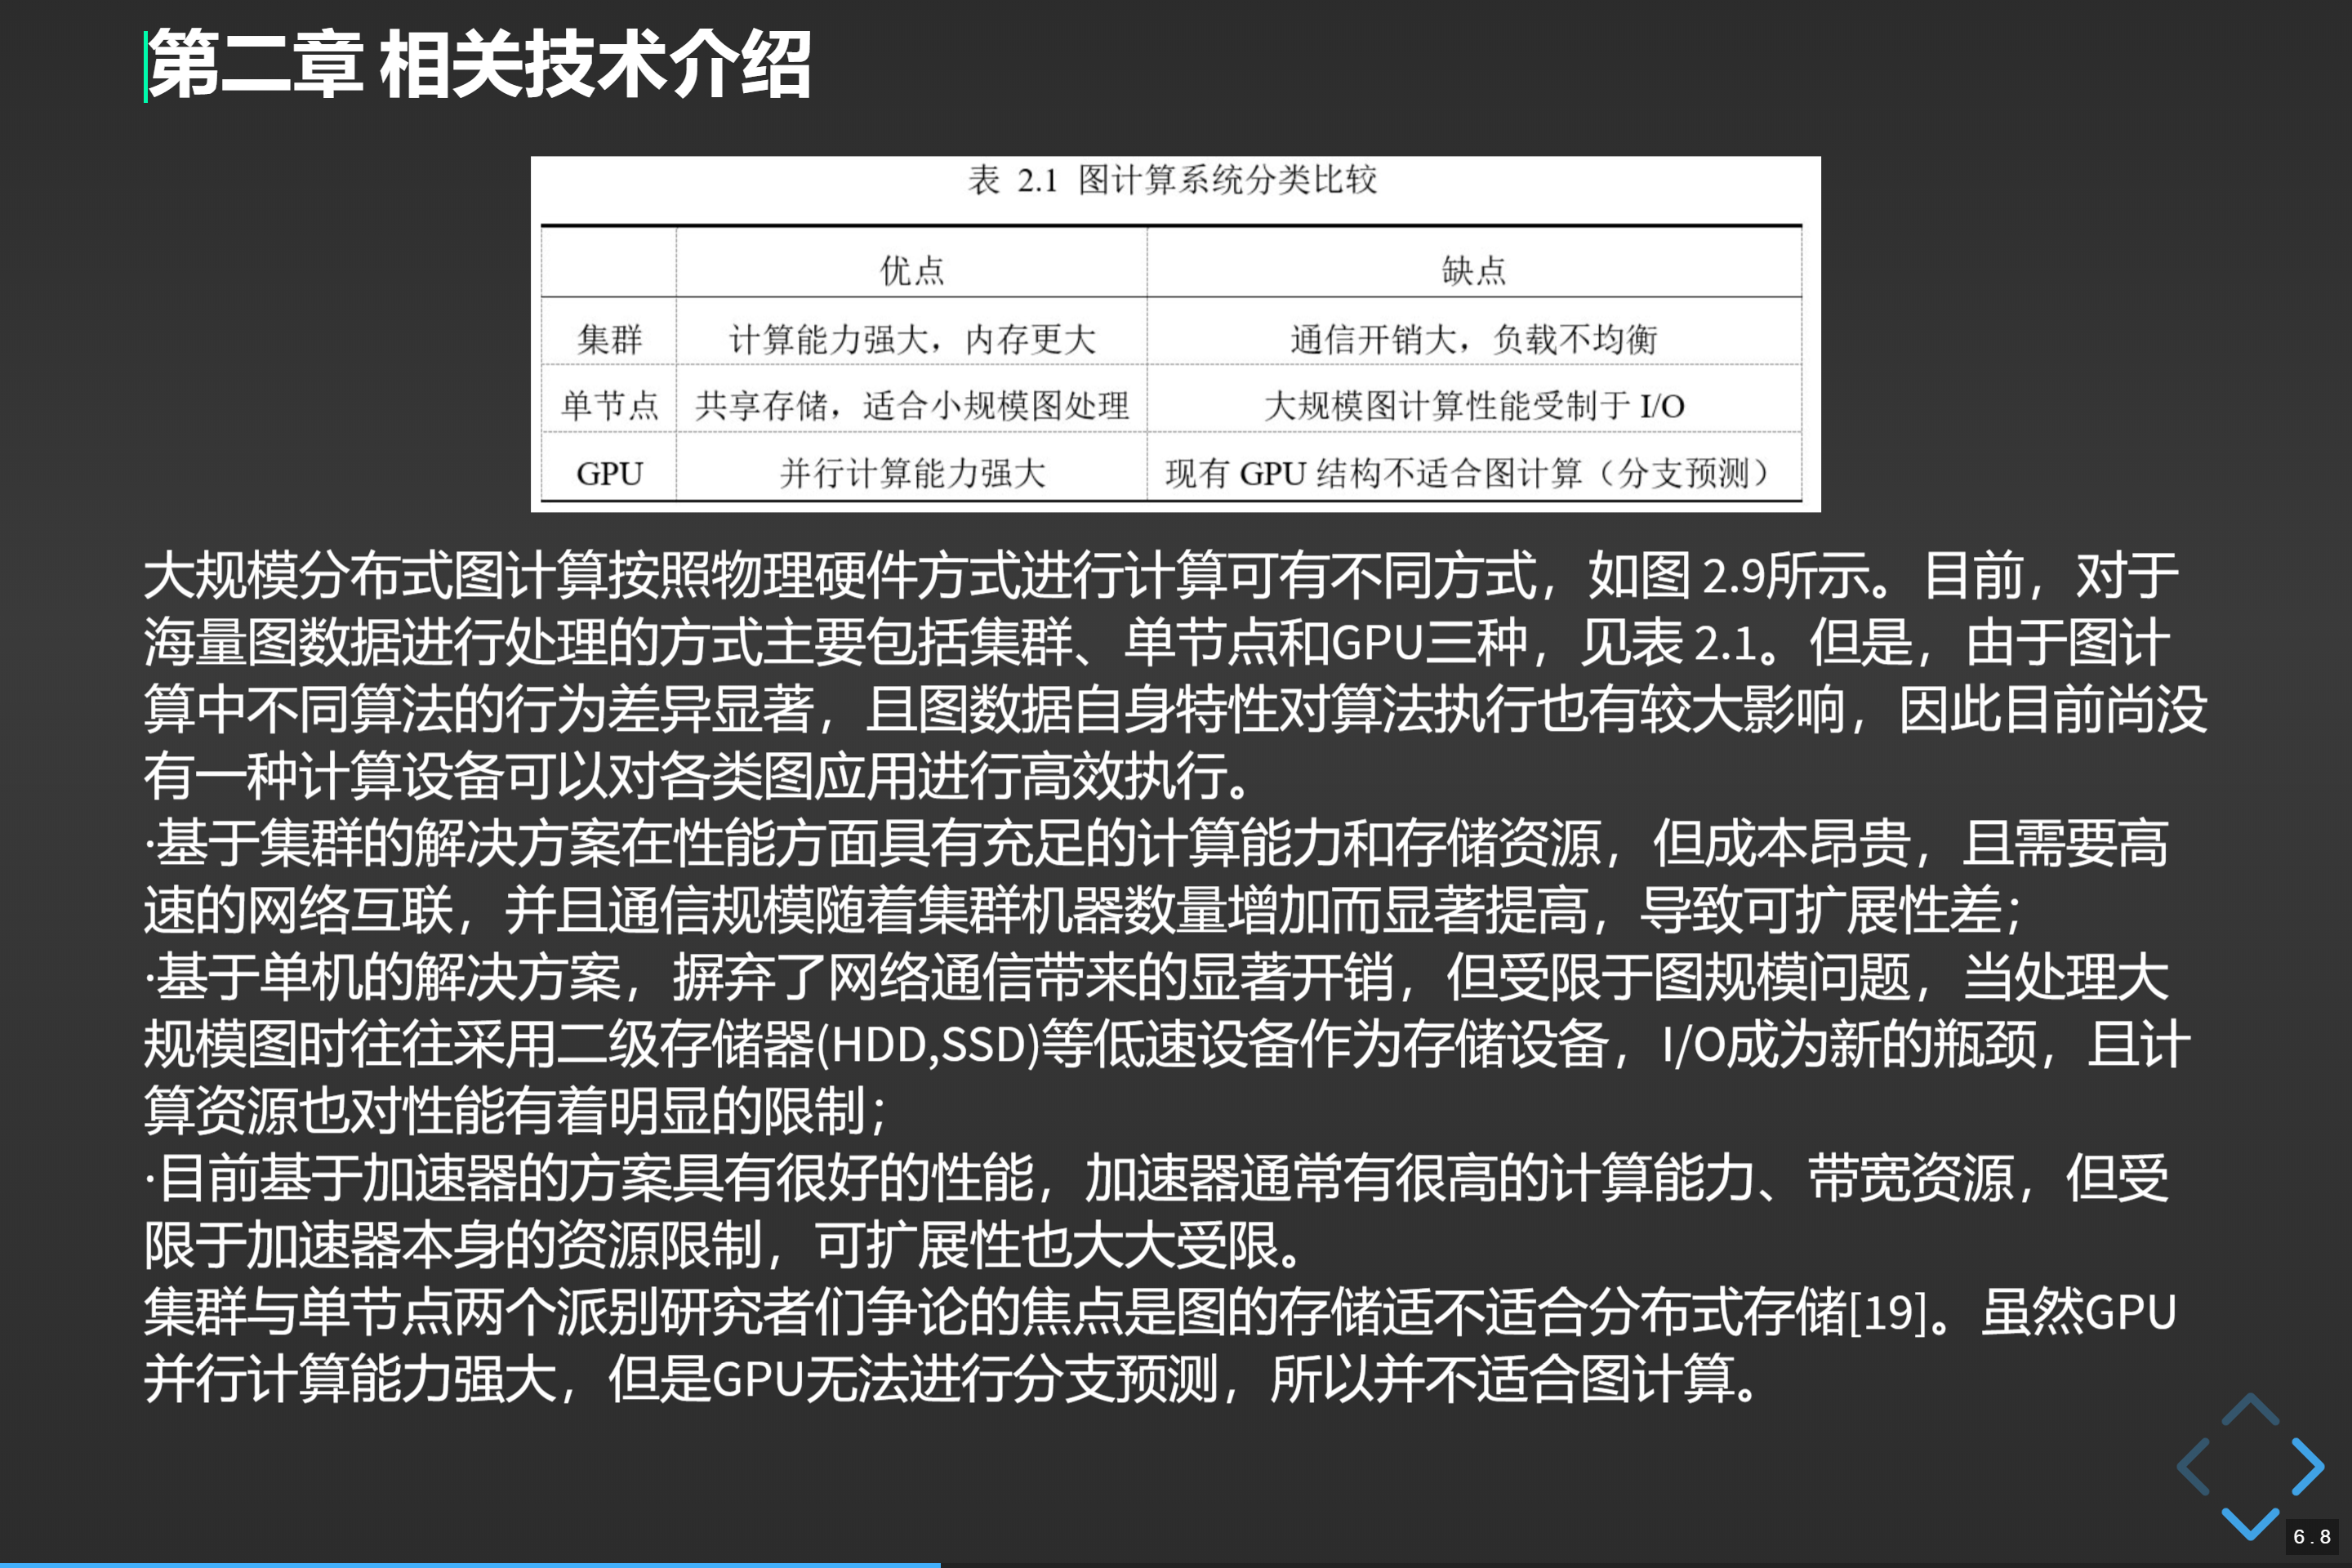 第二章 相关技术介绍
表 2.1 图计算系统分类比较
优点 缺点
集群 计算能力强大，内存更大 通信开销大，负载不均衡
单节点 共享存储，适合小规模图处理 大规模图计算性能受制于 I/O
GPU 并行计算能力强大 现有 GPU 结构不适合图计算（分支预测）
大规模分布式图计算按照物理硬件方式进行计算可有不同方式，如图 2.9所示。目前，对于
海量图数据进行处理的方式主要包括集群、单节点和GPU三种，见表 2.1。但是，由于图计
算中不同算法的行为差异显著，且图数据自身特性对算法执行也有较大影响，因此目前尚没
有一种计算设备可以对各类图应用进行高效执行。
·基于集群的解决方案在性能方面具有充足的计算能力和存储资源，但成本昂贵，且需要高
速的网络互联，并且通信规模随着集群机器数量增加而显著提高，导致可扩展性差；
·基于单机的解决方案，摒弃了网络通信带来的显著开销，但受限于图规模问题，当处理大
规模图时往往采用二级存储器(HDD,SSD)等低速设备作为存储设备，I/O成为新的瓶颈，且计
算资源也对性能有着明显的限制；
·目前基于加速器的方案具有很好的性能，加速器通常有很高的计算能力、带宽资源，但受
限于加速器本身的资源限制，可扩展性也大大受限。
集群与单节点两个派别研究者们争论的焦点是图的存储适不适合分布式存储[19]。虽然GPU
并行计算能力强大，但是GPU无法进行分支预测，所以并不适合图计算。
6.8